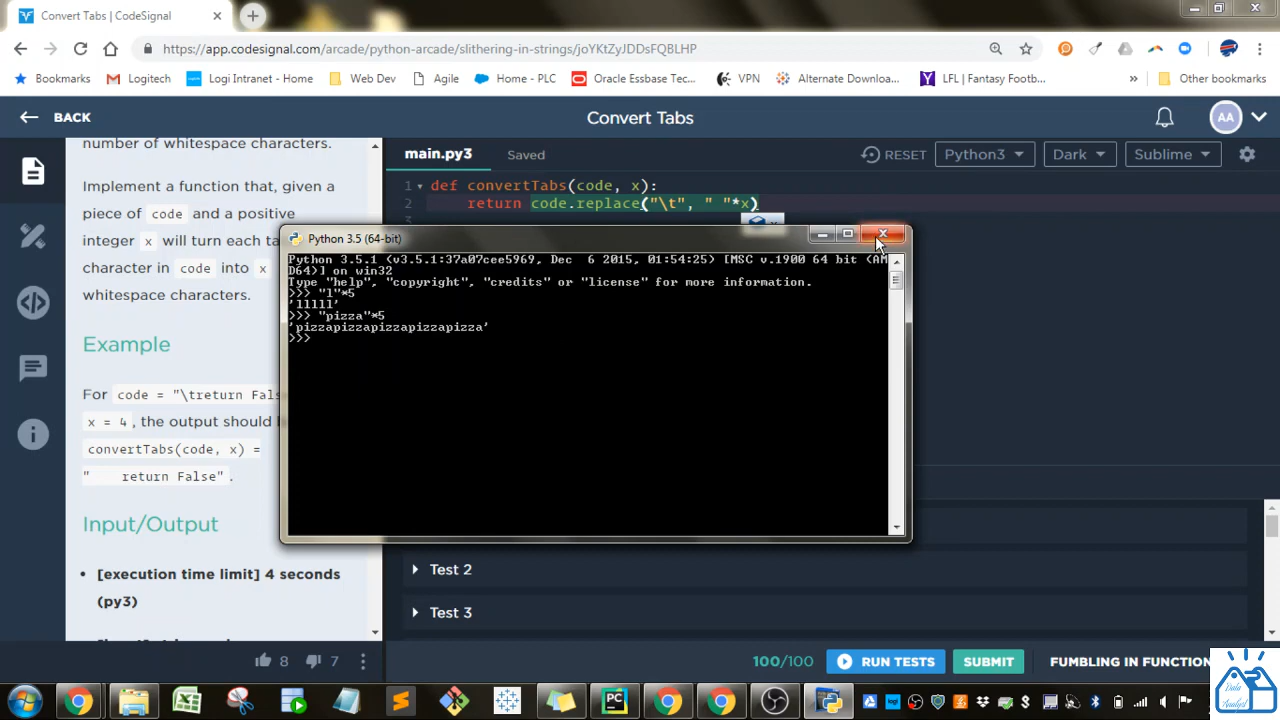 Convert Tabs | CodeSignal
https://app.codesignal.com/arcade/python-arcade/slithering-in-strings/joYKtZyJDDsFQBLHP
Bookmarks Logitech Logi Intranet - Home Web Dev Agile Home - PLC Oracle Essbase Tec... VPN Alternate Downloa... LFL | Fantasy Footb... » Other bookmarks
BACK
Convert Tabs
AA
number of whitespace characters.
Implement a function that, given a
piece of code and a positive
integer x will turn each ta
character in code into x
whitespace characters.
Example
For code = "\treturn Fals
x = 4, the output should b
convertTabs(code, x) =
"    return False".
Input/Output
• [execution time limit] 4 seconds
(py3)
8 7
main.py3 Saved
RESET Python3 Dark Sublime
1 def convertTabs(code, x):
2 return code.replace("\t", " "*x)
3
Python 3.5 (64-bit)
Python 3.5.1 (v3.5.1:37a07cee5969, Dec  6 2015, 01:54:25) [MSC v.1900 64 bit (AM
D64)] on win32
Type "help", "copyright", "credits" or "license" for more information.
>>> "l"*5
'lllll'
>>> "pizza"*5
'pizzapizzapizzapizzapizza'
>>>
Test 2
Test 3
100/100 RUN TESTS SUBMIT FUMBLING IN FUNCTION
Data
Analyst